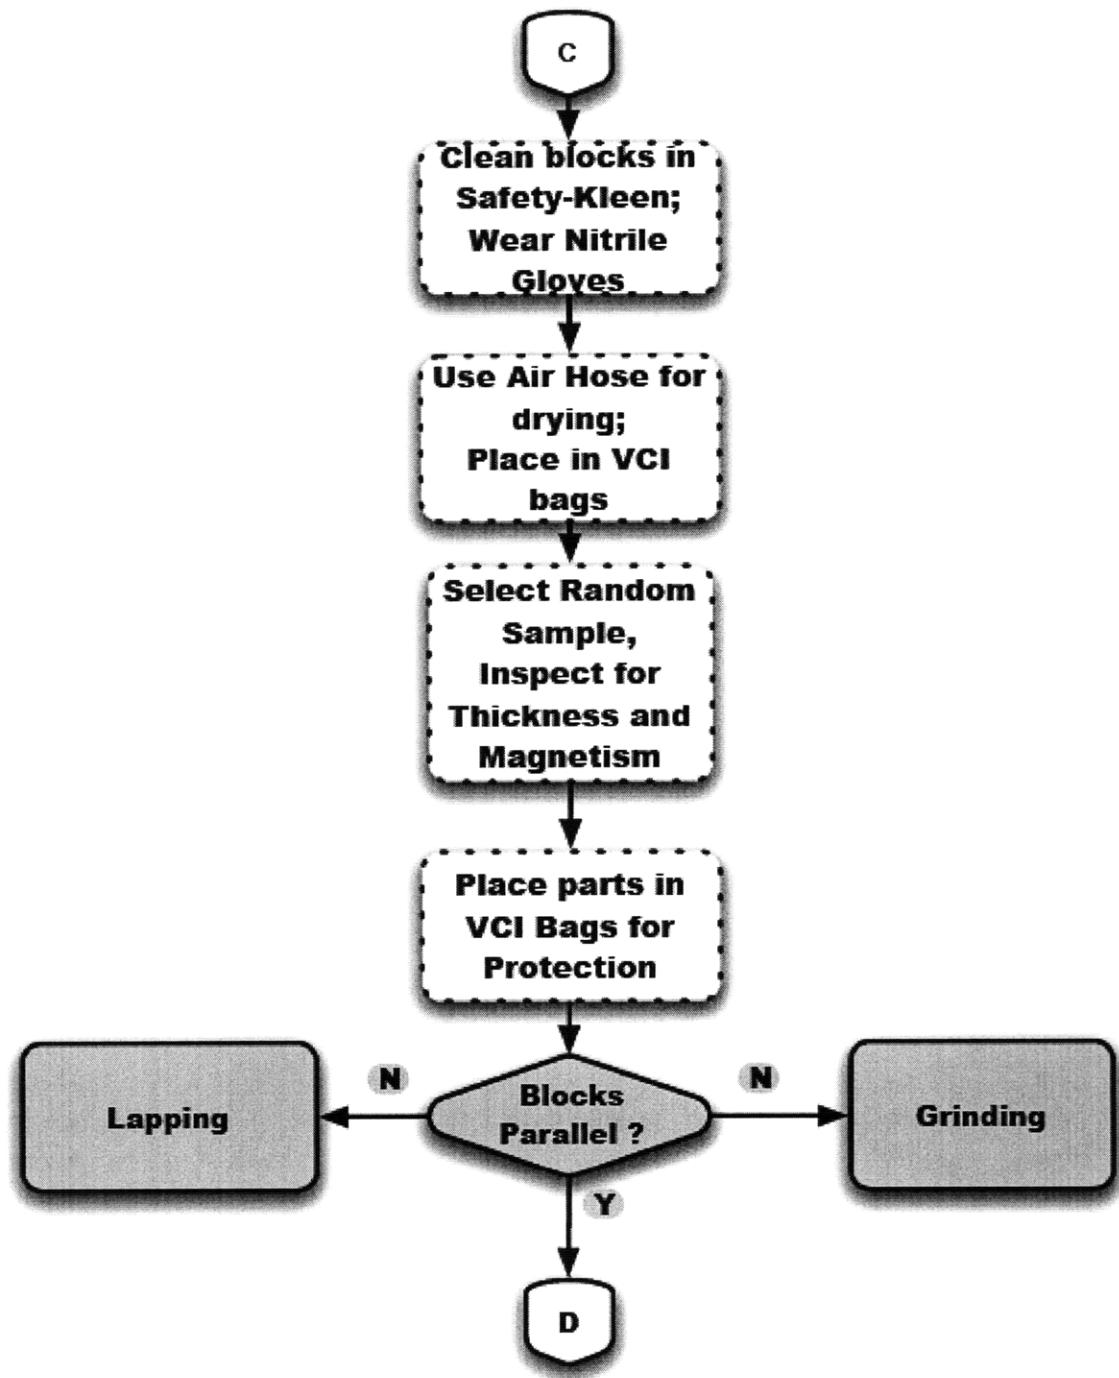 C
Clean blocks in
Safety-Kleen;
Wear Nitrile
Gloves
Use Air Hose for
drying;
Place in VCI
bags
Select Random
Sample,
Inspect for
Thickness and
Magnetism
Place parts in
VCI Bags for
Protection
N
N
Lapping
Blocks
Parallel ?
Grinding
Y
D